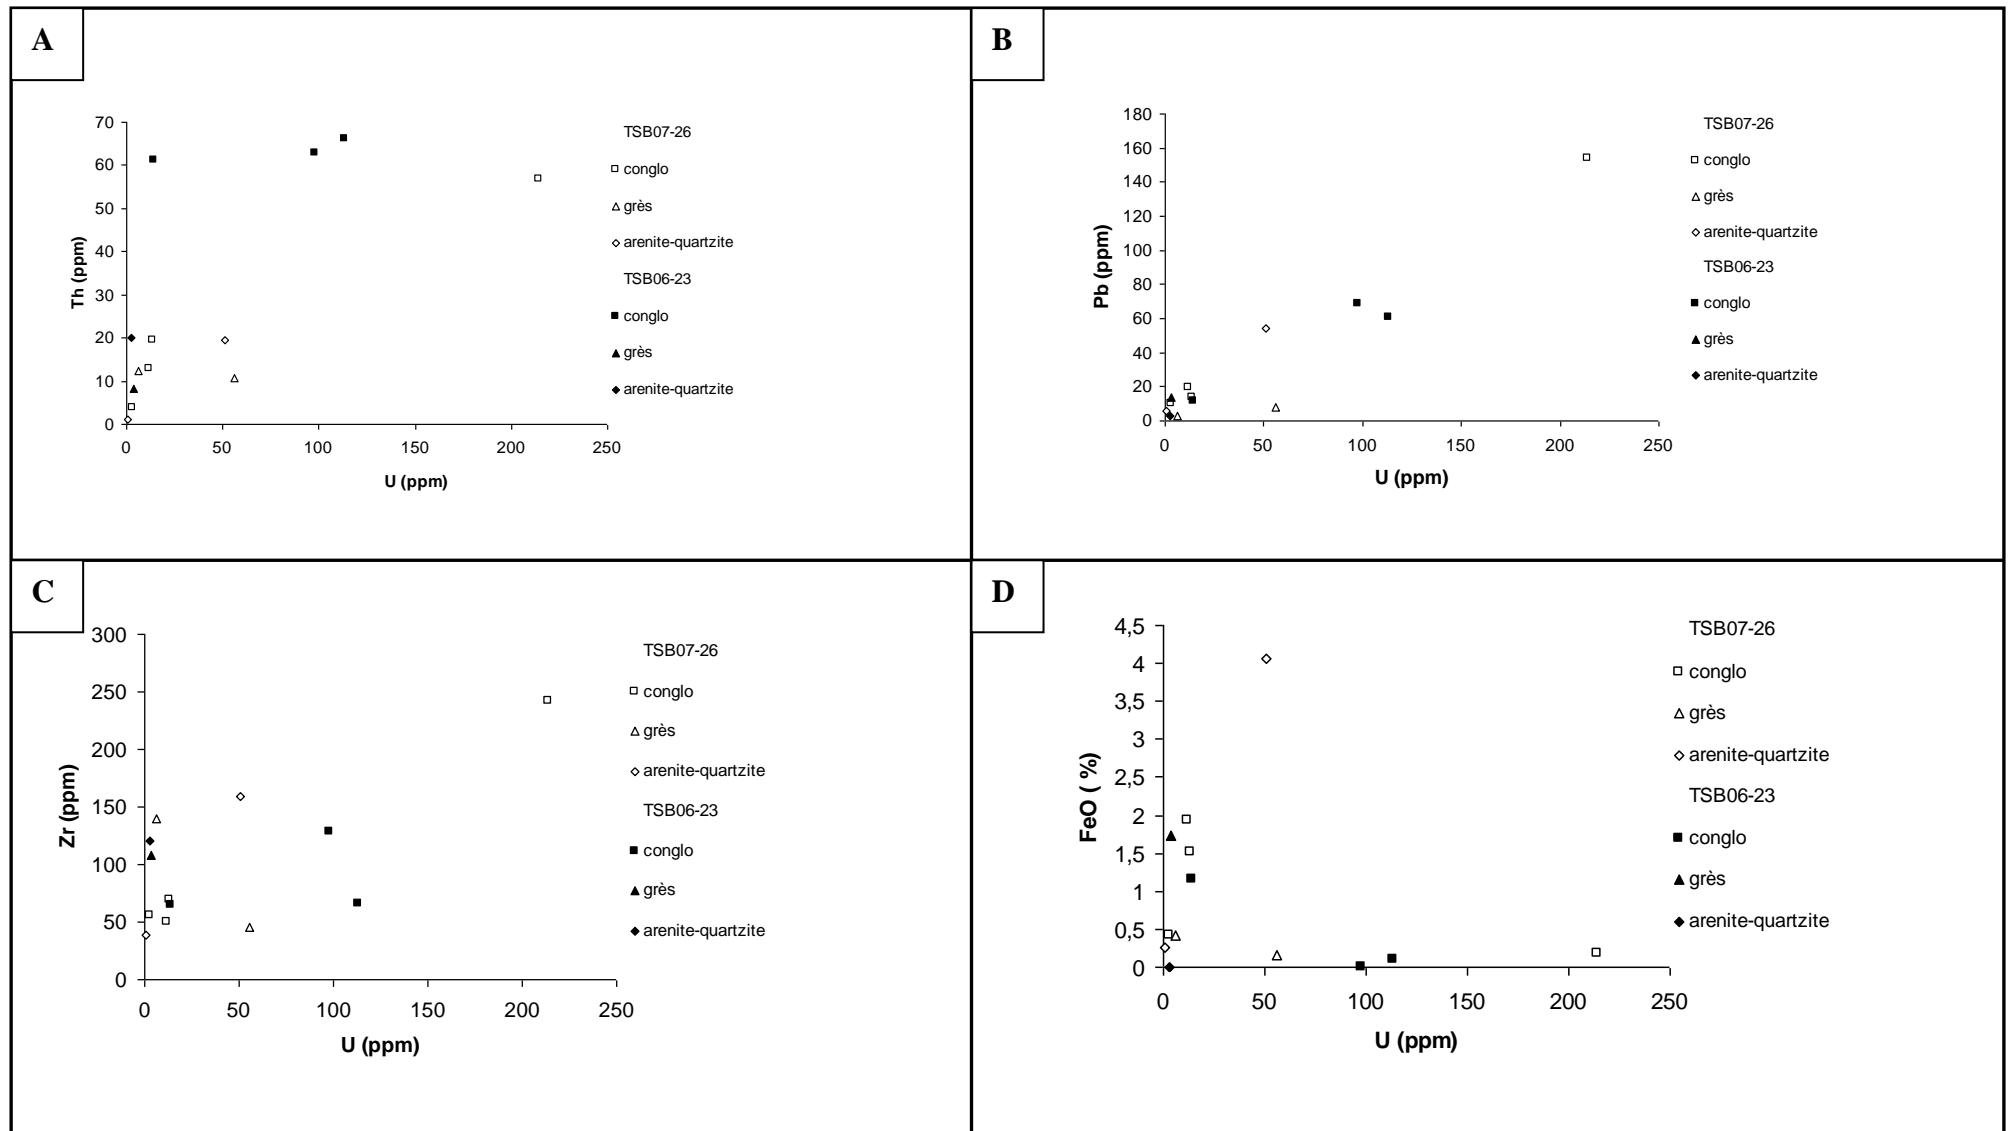 A
70
60
50
40
30
20
10
0
0 50 100 150 200 250
Th (ppm)
U (ppm)
TSB07-26
conglo
grès
arenite-quartzite
TSB06-23
conglo
grès
arenite-quartzite
B
180
160
140
120
100
80
60
40
20
0
0 50 100 150 200 250
Pb (ppm)
U (ppm)
TSB07-26
conglo
grès
arenite-quartzite
TSB06-23
conglo
grès
arenite-quartzite
C
300
250
200
150
100
50
0
0 50 100 150 200 250
Zr (ppm)
U (ppm)
TSB07-26
conglo
grès
arenite-quartzite
TSB06-23
conglo
grès
arenite-quartzite
D
4,5
4
3,5
3
2,5
2
1,5
1
0,5
0
0 50 100 150 200 250
FeO ( %)
U (ppm)
TSB07-26
conglo
grès
arenite-quartzite
TSB06-23
conglo
grès
arenite-quartzite